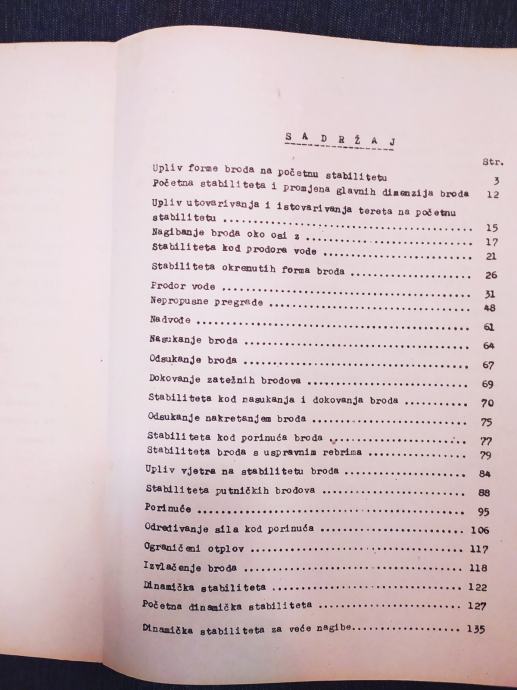 S A D R Ž A J
Str.
Upliv forme broda na početnu stabilitetu 3
Početna stabiliteta i promjena glavnih dimenzija broda 12
Upliv utovarivanja i istovarivanja tereta na početnu
stabilitetu .................................. 15
Nagibanje broda oko osi z ........................ 17
Stabiliteta kod prodora vode ...................... 21
Stabiliteta okrenutih forma broda .................. 26
Prodor vode ...................................... 31
Nepropusne pregrade .............................. 48
Nadvođe .......................................... 61
Nasukanje broda .................................. 64
Odsukanje broda .................................. 67
Dokovanje zatežnih brodova ........................ 69
Stabiliteta kod nasukanja i dokovanja broda .......... 70
Odsukanje nakretanjem broda ........................ 75
Stabiliteta kod porinuća broda ...................... 77
Stabiliteta broda s uspravnim rebrima ................ 79
Upliv vjetra na stabilitetu broda .................... 84
Stabiliteta putničkih brodova ...................... 88
Porinuće .......................................... 95
Određivanje sila kod porinuća ...................... 106
Ograničeni otplov ................................ 117
Izvlačenje broda .................................. 118
Dinamička stabiliteta .............................. 122
Početna dinamička stabiliteta ...................... 127
Dinamička stabiliteta za veće nagibe.................. 135